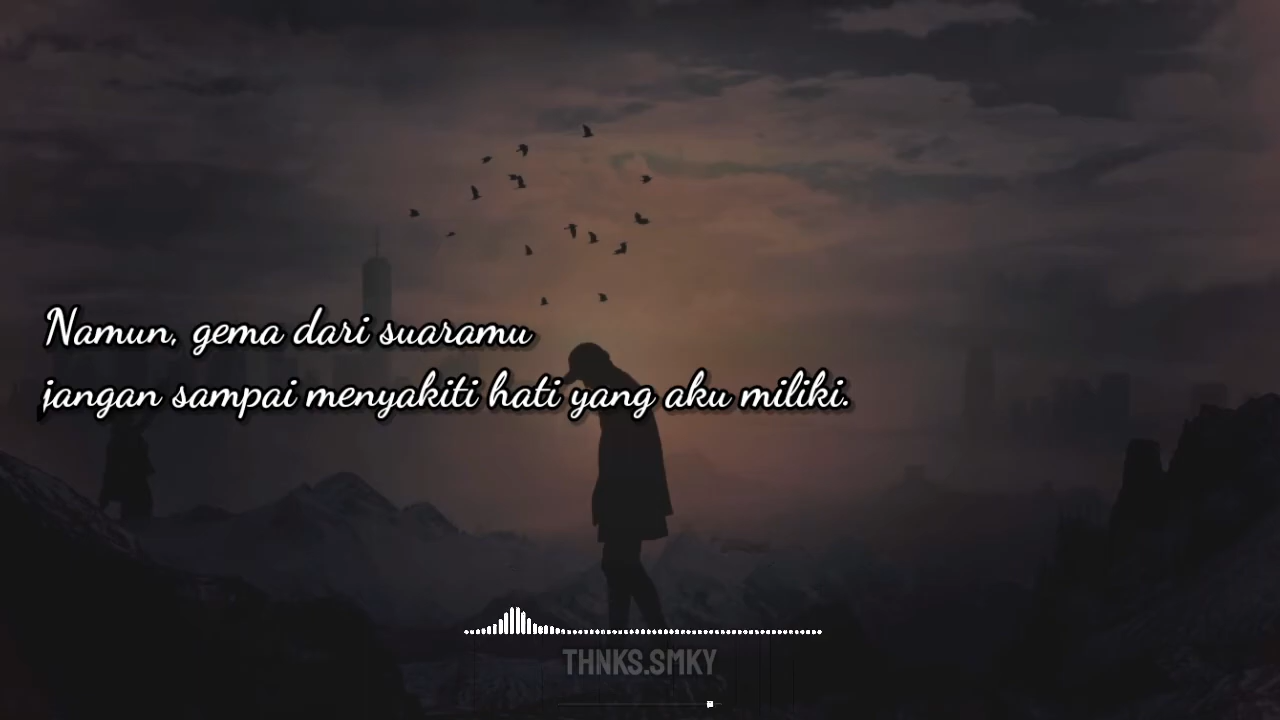 Namun, gema dari suaramu
jangan sampai menyakiti hati yang aku miliki.
THNKS.SMKY